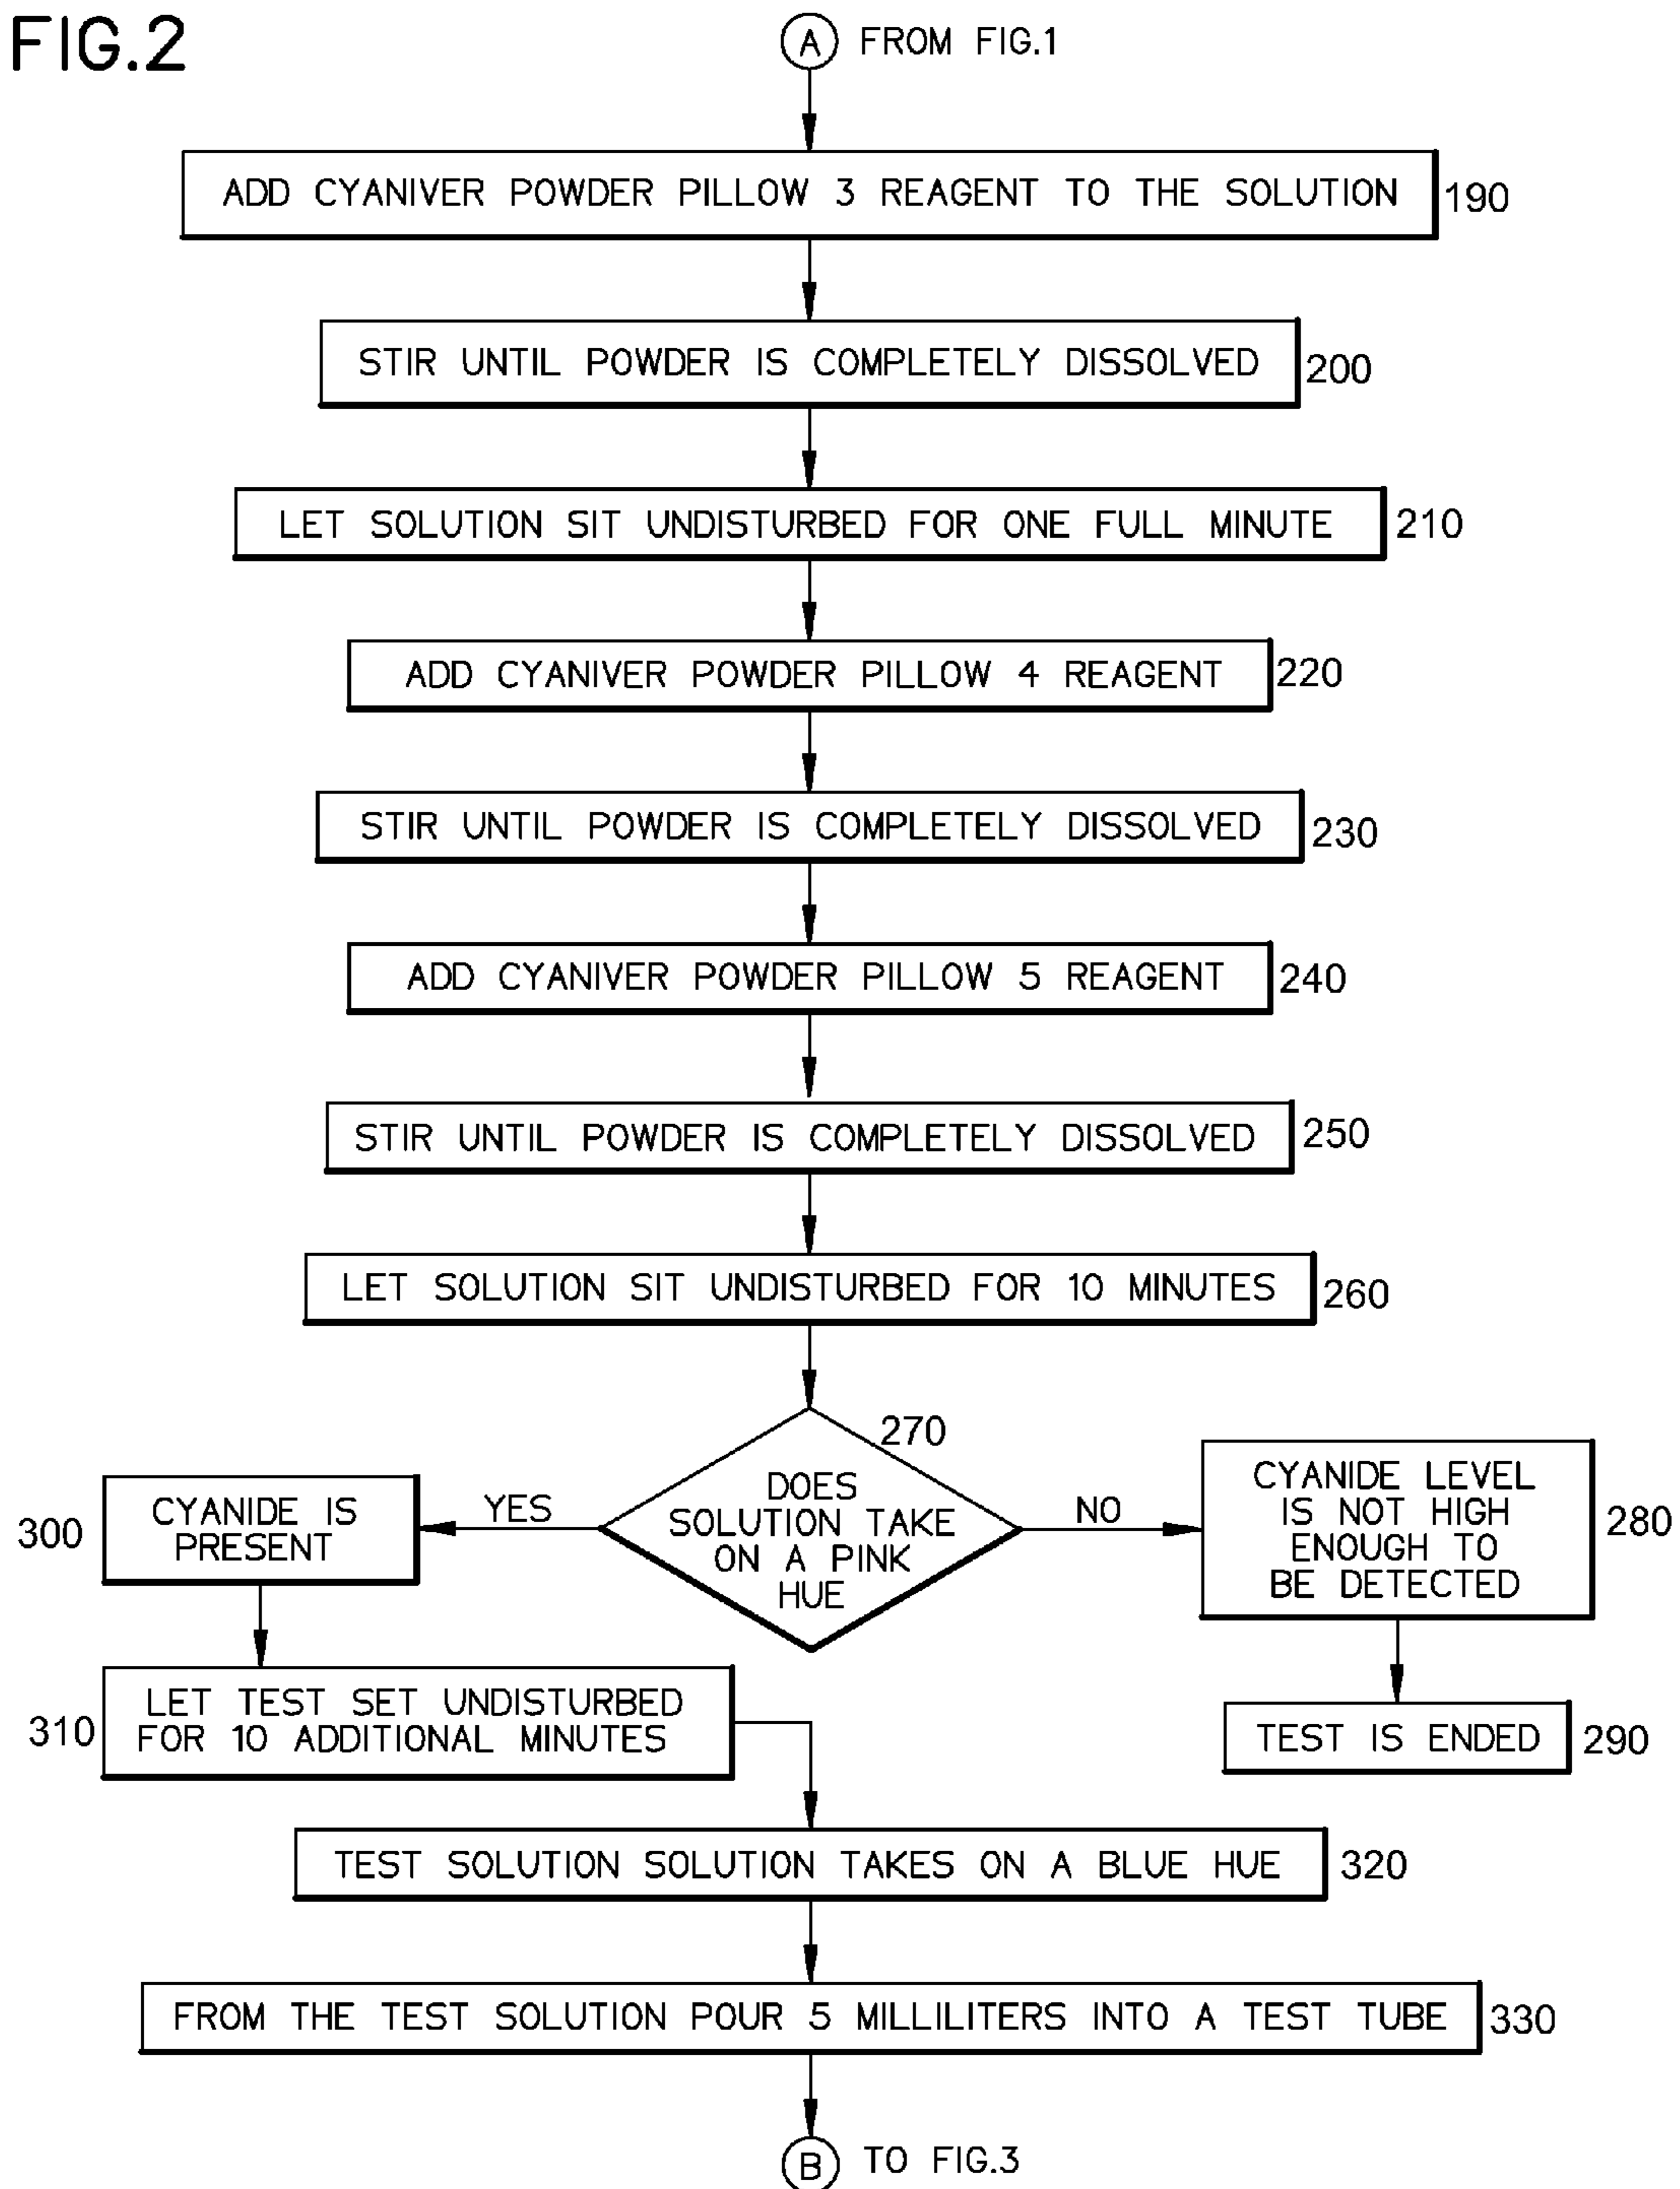 FIG.2
A FROM FIG.1
ADD CYANIVER POWDER PILLOW 3 REAGENT TO THE SOLUTION 190
STIR UNTIL POWDER IS COMPLETELY DISSOLVED 200
LET SOLUTION SIT UNDISTURBED FOR ONE FULL MINUTE 210
ADD CYANIVER POWDER PILLOW 4 REAGENT 220
STIR UNTIL POWDER IS COMPLETELY DISSOLVED 230
ADD CYANIVER POWDER PILLOW 5 REAGENT 240
STIR UNTIL POWDER IS COMPLETELY DISSOLVED 250
LET SOLUTION SIT UNDISTURBED FOR 10 MINUTES 260
270
DOES
SOLUTION TAKE
ON A PINK
HUE
YES
300
CYANIDE IS
PRESENT
NO
CYANIDE LEVEL
IS NOT HIGH
ENOUGH TO
BE DETECTED
280
310
LET TEST SET UNDISTURBED
FOR 10 ADDITIONAL MINUTES
TEST IS ENDED 290
TEST SOLUTION SOLUTION TAKES ON A BLUE HUE 320
FROM THE TEST SOLUTION POUR 5 MILLILITERS INTO A TEST TUBE 330
B TO FIG.3